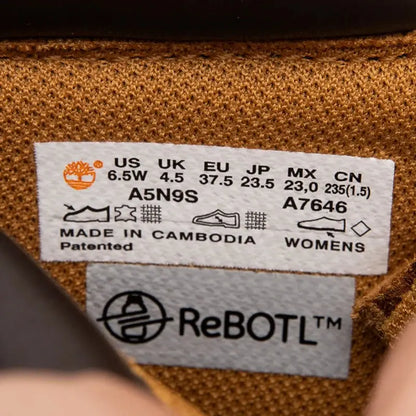 US UK EU JP MX CN
6.5W 4.5 37.5 23.5 23,0 235(1.5)
A5N9S A7646
MADE IN CAMBODIA WOMENS
Patented
ReBOTL™